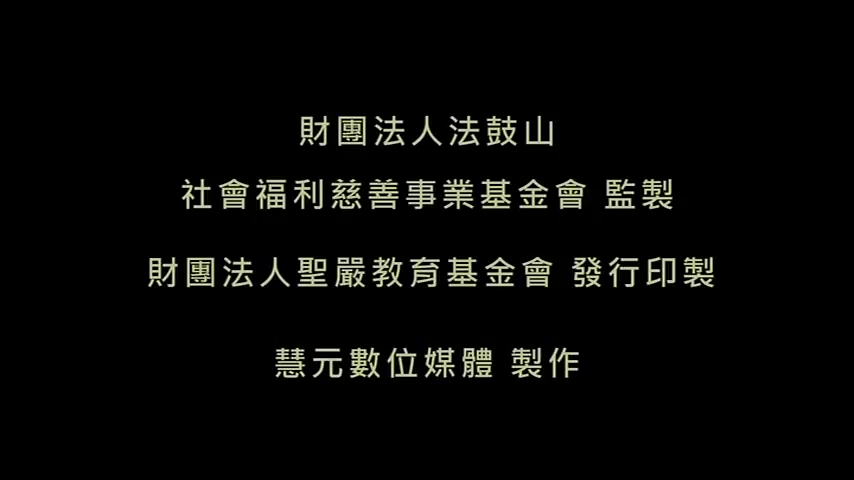 財團法人法鼓山
社會福利慈善事業基金會 監製
財團法人聖嚴教育基金會 發行印製
慧元數位媒體 製作